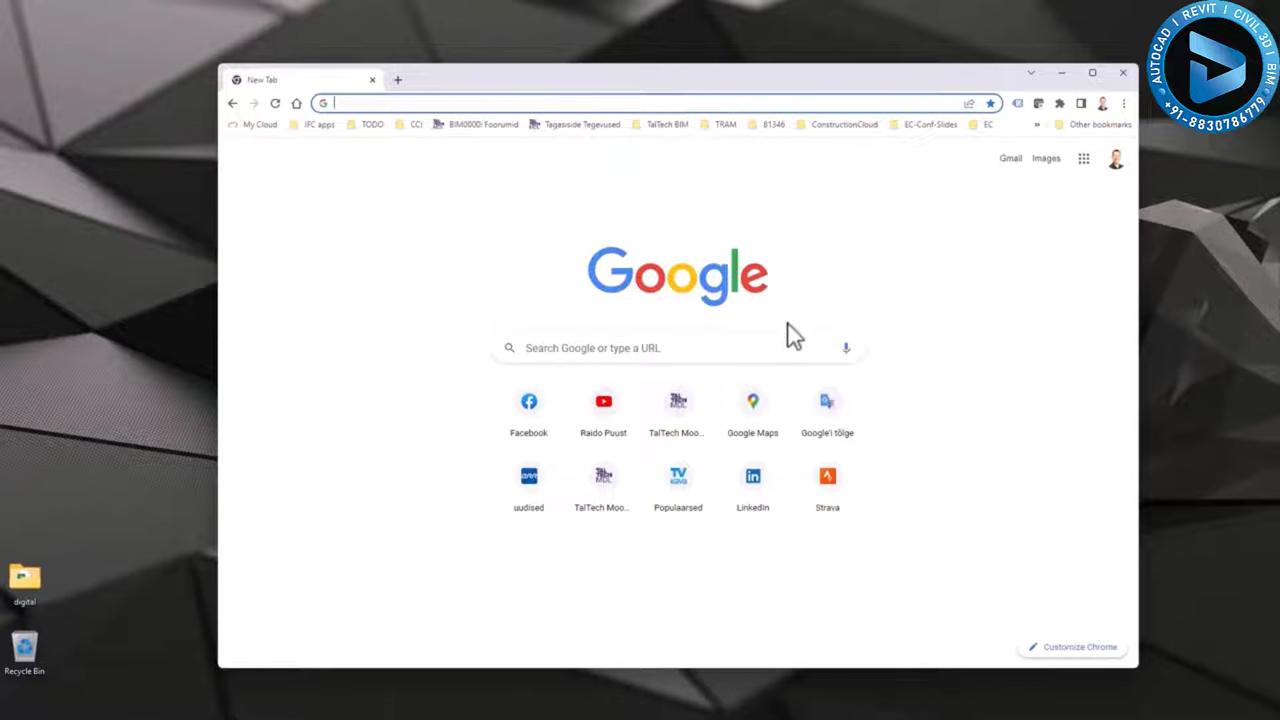 AUTOCAD I REVIT I CIVIL 3D I BIM
+91-8830786779
New Tab
My Cloud IFC apps TODO CCI BIM0000: Foorumid Tagasiside Tegevused TalTech BIM TRAM 81346 ConstructionCloud EC-Conf-Slides EC » Other bookmarks
Gmail Images
Google
Search Google or type a URL
Facebook Raido Puust TalTech Moo... Google Maps Google'i tõlge
uudised TalTech Moo... Populaarsed LinkedIn Strava
digital
Recycle Bin
Customize Chrome